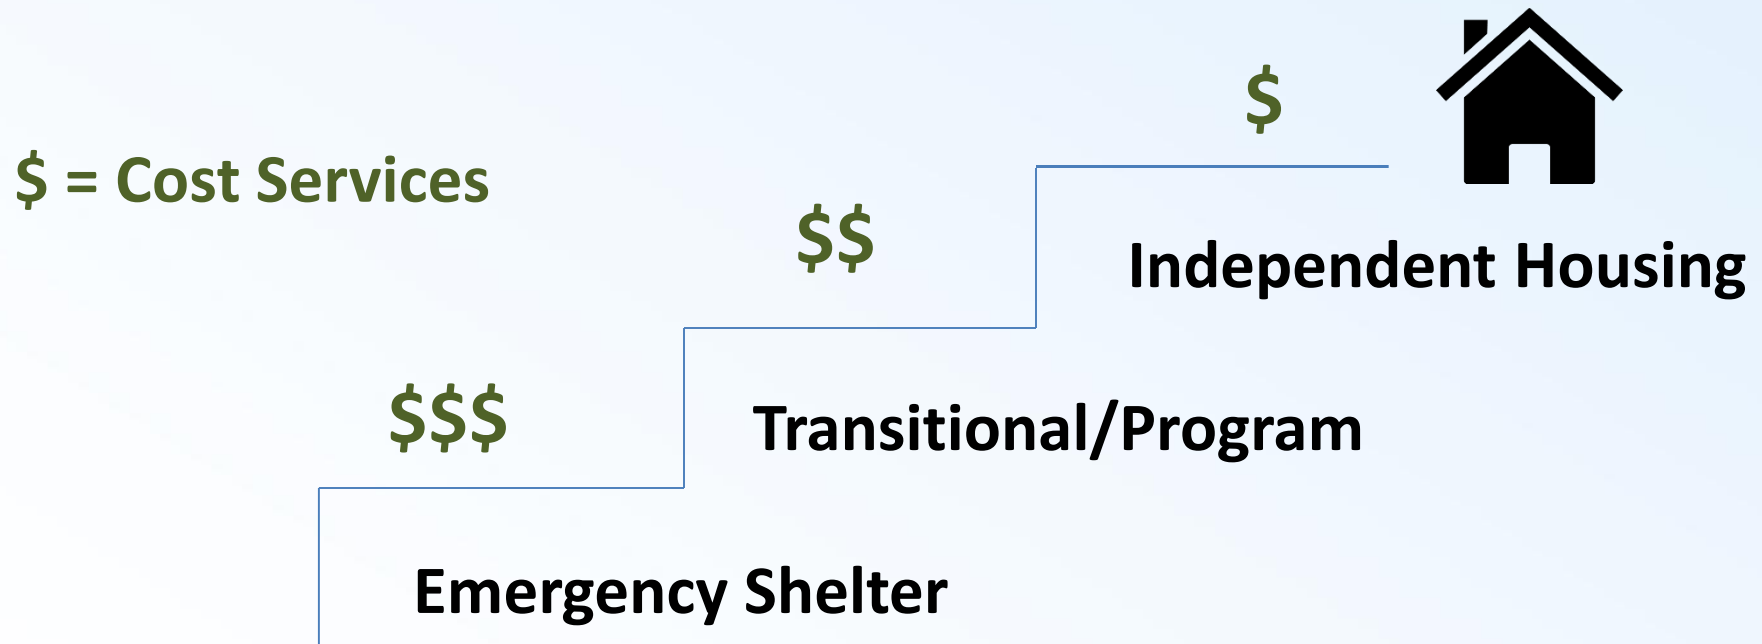 $
$ = Cost Services
$$
Independent Housing
$$$
Transitional/Program
Emergency Shelter